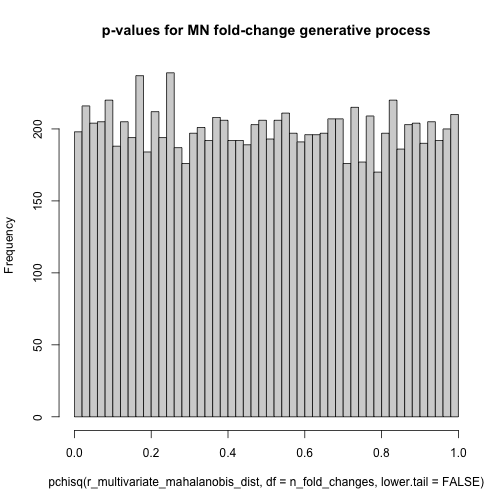 p-values for MN fold-change generative process
Frequency
200
150
100
50
0
0.0 0.2 0.4 0.6 0.8 1.0
pchisq(r_multivariate_mahalanobis_dist, df = n_fold_changes, lower.tail = FALSE)